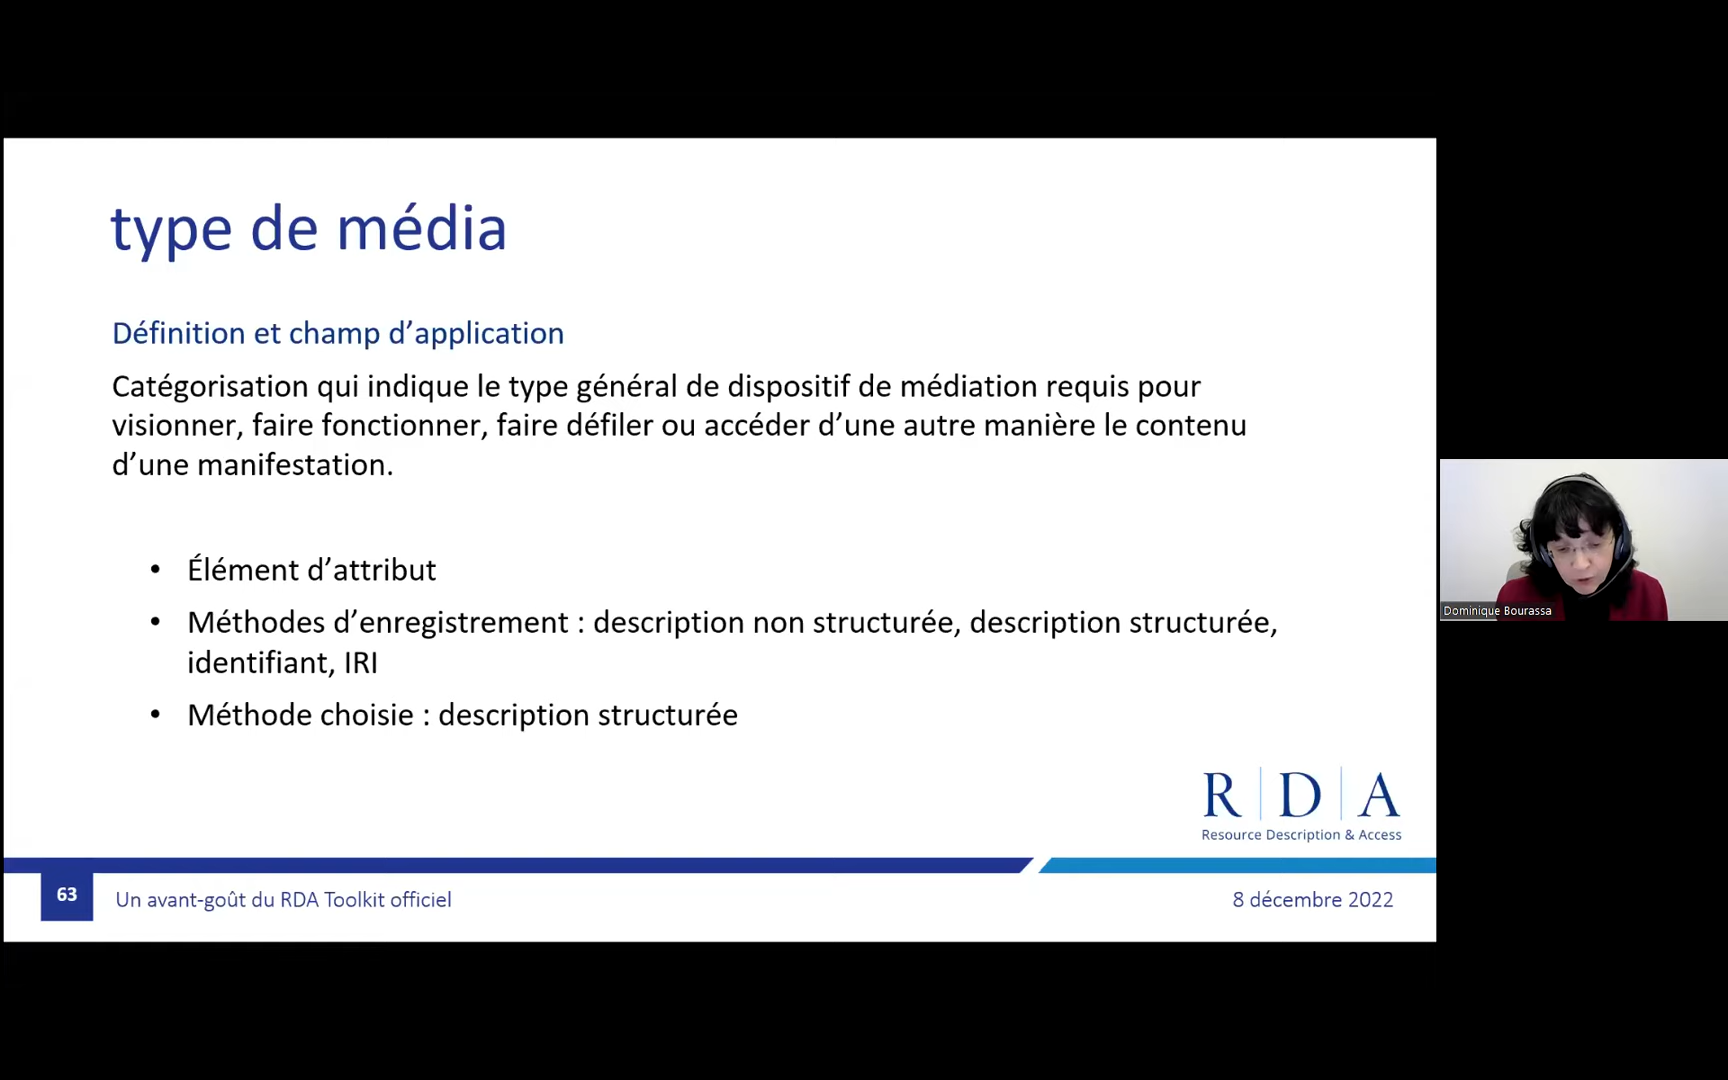 type de média
Définition et champ d’application
Catégorisation qui indique le type général de dispositif de médiation requis pour
visionner, faire fonctionner, faire défiler ou accéder d’une autre manière le contenu
d’une manifestation.
• Élément d’attribut
• Méthodes d’enregistrement : description non structurée, description structurée,
identifiant, IRI
• Méthode choisie : description structurée
R D A
Resource Description & Access
63
Un avant-goût du RDA Toolkit officiel
8 décembre 2022
Dominique Bourassa